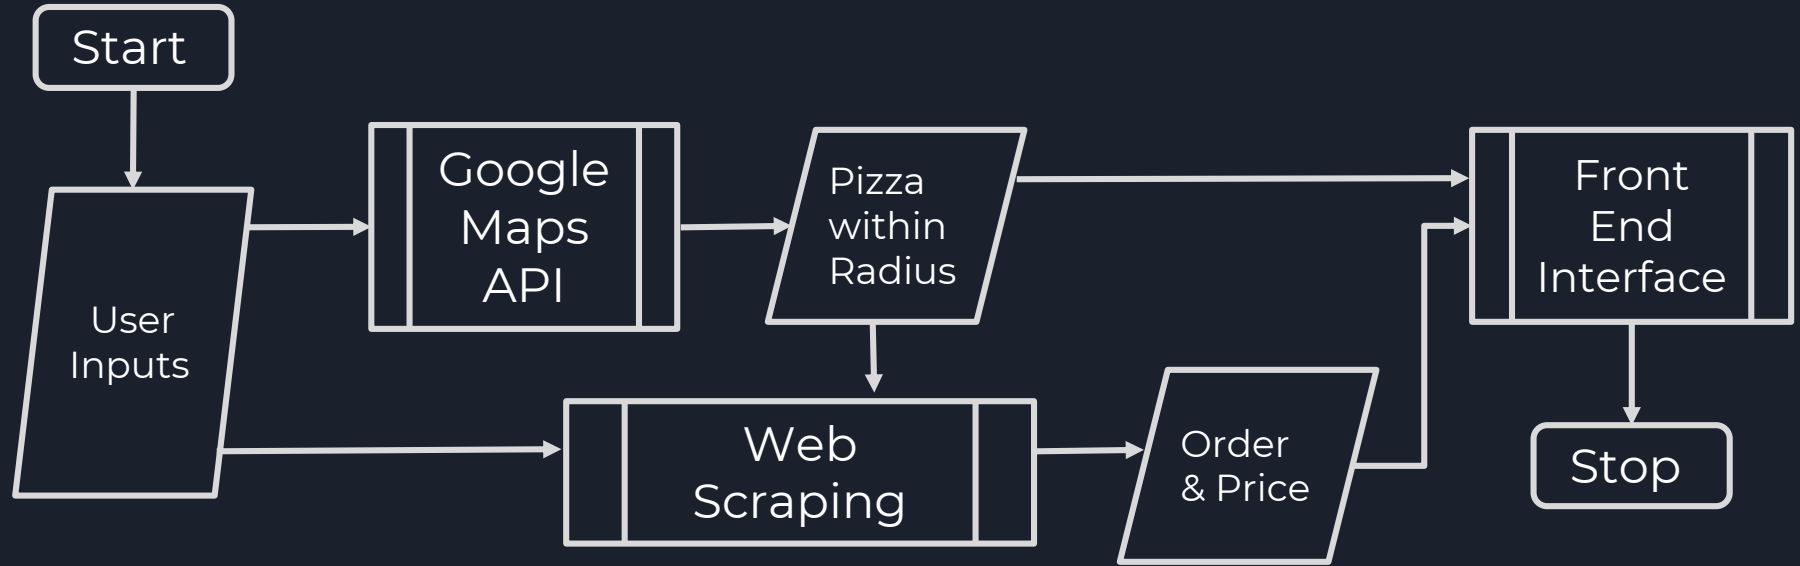 Start
User
Inputs
Google
Maps
API
Pizza
within
Radius
Web
Scraping
Order
& Price
Front
End
Interface
Stop